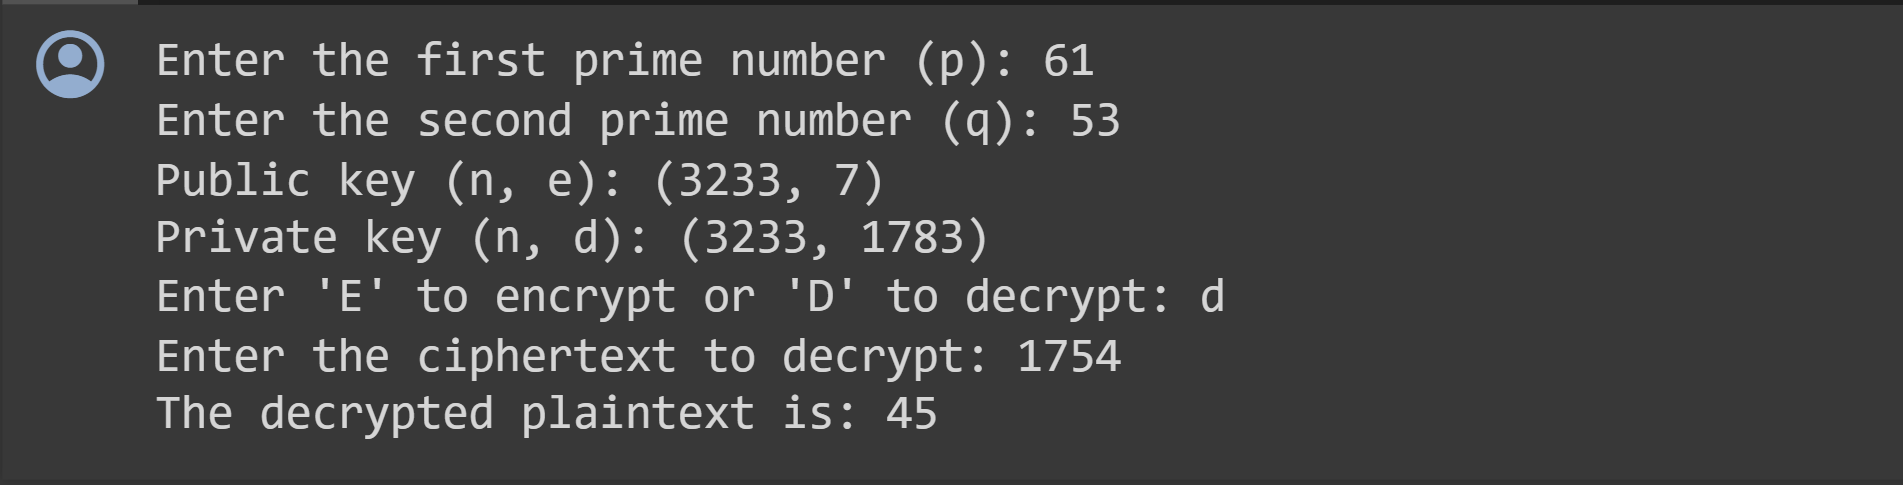 Enter the first prime number (p): 61
Enter the second prime number (q): 53
Public key (n, e): (3233, 7)
Private key (n, d): (3233, 1783)
Enter 'E' to encrypt or 'D' to decrypt: d
Enter the ciphertext to decrypt: 1754
The decrypted plaintext is: 45